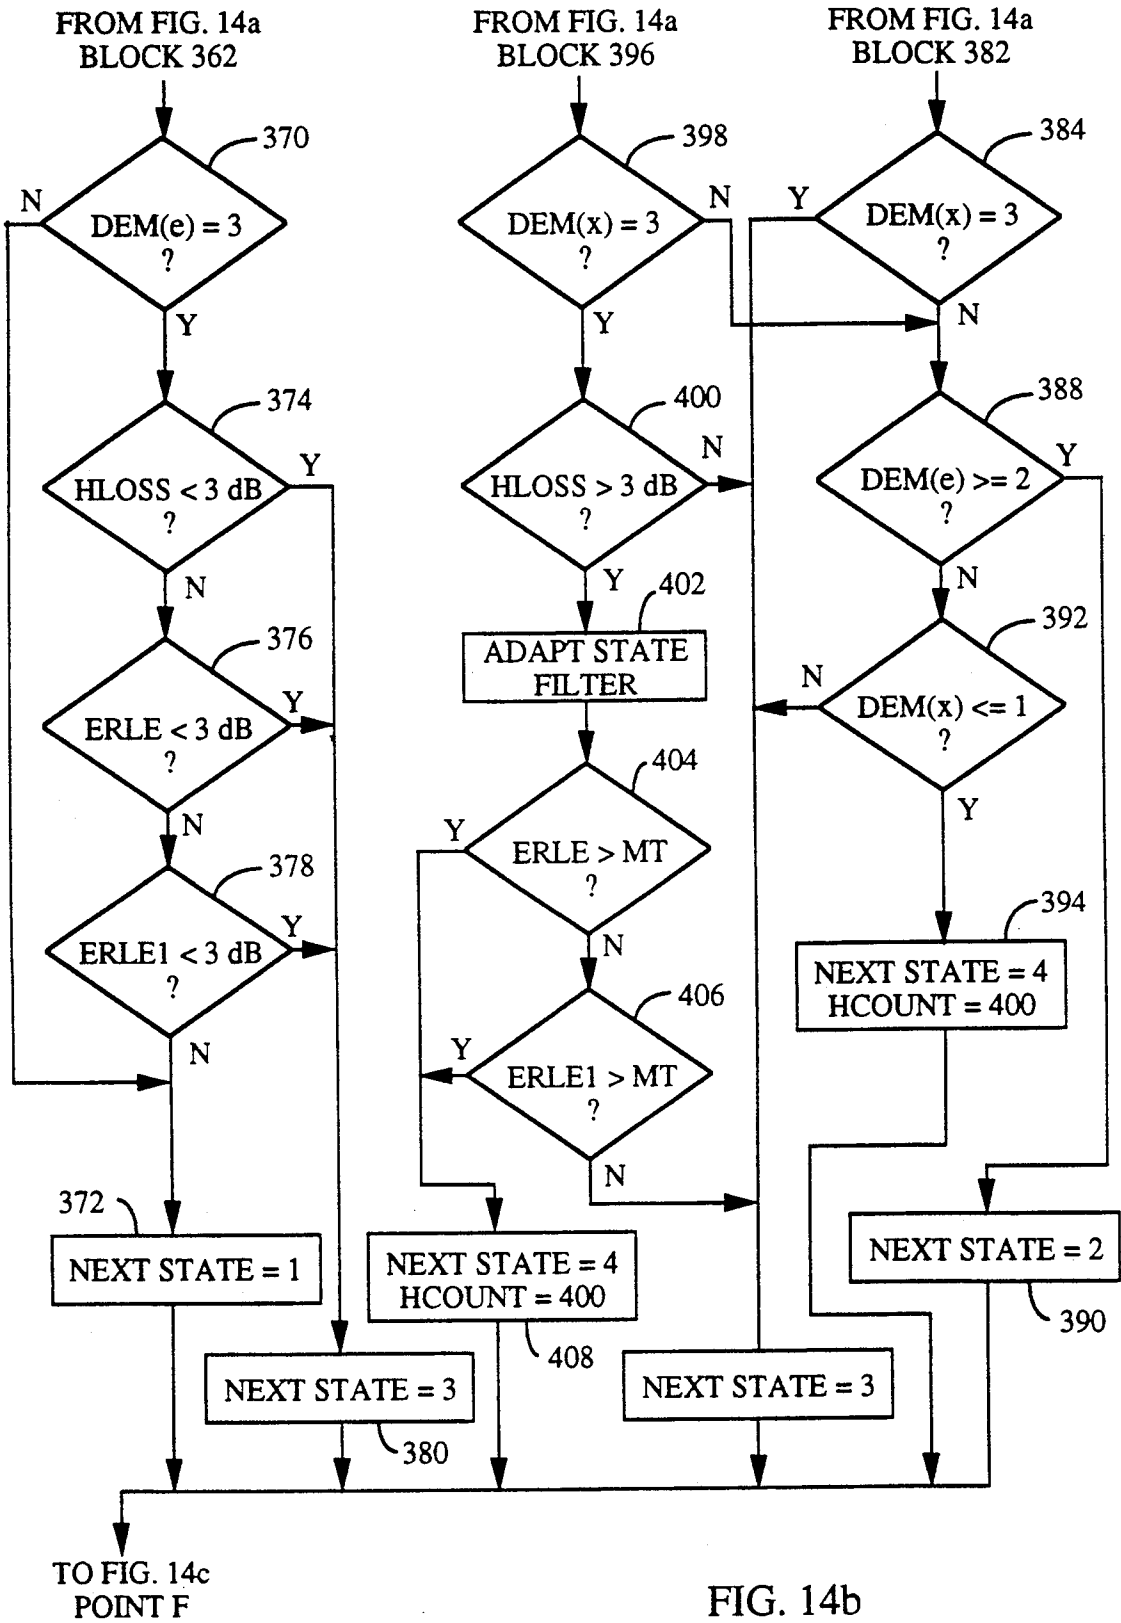 FROM FIG. 14a
BLOCK 362
FROM FIG. 14a
BLOCK 396
FROM FIG. 14a
BLOCK 382
370
N
DEM(e) = 3
?
Y
374
HLOSS < 3 dB
?
Y
N
376
ERLE < 3 dB
?
Y
N
378
ERLE1 < 3 dB
?
Y
N
372
NEXT STATE = 1
NEXT STATE = 3
380
398
DEM(x) = 3
?
N
Y
400
HLOSS > 3 dB
?
N
Y
402
ADAPT STATE
FILTER
404
Y
ERLE > MT
?
N
406
Y
ERLE1 > MT
?
N
NEXT STATE = 4
HCOUNT = 400
408
NEXT STATE = 3
384
Y
DEM(x) = 3
?
N
388
DEM(e) >= 2
?
Y
N
392
N
DEM(x) <= 1
?
Y
394
NEXT STATE = 4
HCOUNT = 400
NEXT STATE = 2
390
TO FIG. 14c
POINT F
FIG. 14b